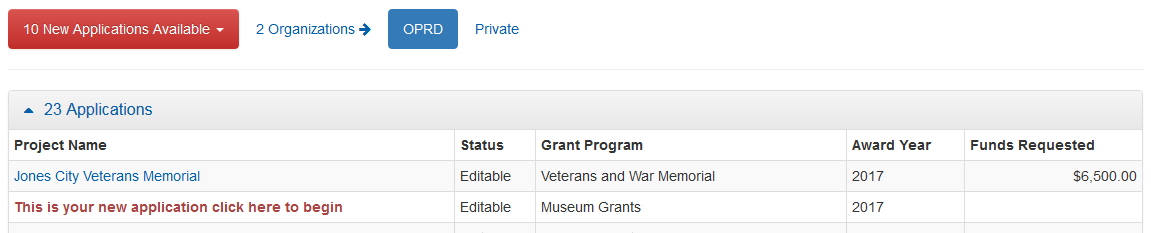 10 New Applications Available 2 Organizations OPRD Private
23 Applications
Project Name Status Grant Program Award Year Funds Requested
Jones City Veterans Memorial Editable Veterans and War Memorial 2017 $6,500.00
This is your new application click here to begin Editable Museum Grants 2017